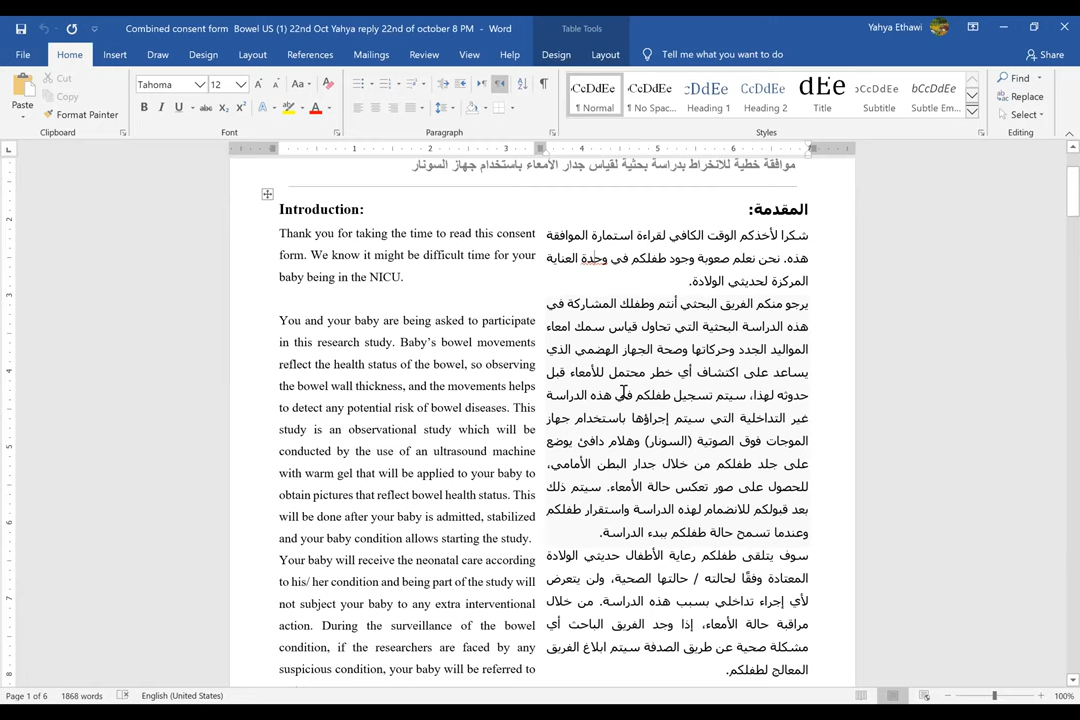 Combined consent form Bowel US (1) 22nd Oct Yahya reply 22nd of october 8 PM - Word
Table Tools
Yahya Ethawi
File Home Insert Draw Design Layout References Mailings Review View Help Design Layout Tell me what you want to do Share
Paste
Cut
Copy
Format Painter
Clipboard
Tahoma 12
Font
Paragraph
AaBbCcDdEe
¶ Normal ¶ No Spac... Heading 1 Heading 2 Title Subtitle Subtle Em...
Styles
Find
Replace
Select
Editing
موافقة خطية للانخراط بدراسة بحثية لقياس جدار الأمعاء باستخدام جهاز السونار
Introduction:
Thank you for taking the time to read this consent
form. We know it might be difficult time for your
baby being in the NICU.
You and your baby are being asked to participate
in this research study. Baby's bowel movements
reflect the health status of the bowel, so observing
the bowel wall thickness, and the movements helps
to detect any potential risk of bowel diseases. This
study is an observational study which will be
conducted by the use of an ultrasound machine
with warm gel that will be applied to your baby to
obtain pictures that reflect bowel health status. This
will be done after your baby is admitted, stabilized
and your baby condition allows starting the study.
Your baby will receive the neonatal care according
to his/ her condition and being part of the study will
not subject your baby to any extra interventional
action. During the surveillance of the bowel
condition, if the researchers are faced by any
suspicious condition, your baby will be referred to
المقدمة:
شكرا لأخذكم الوقت الكافي لقراءة استمارة الموافقة
هذه. نحن نعلم صعوبة وجود طفلكم في وحدة العناية
المركزة لحديثي الولادة.
يرجو منكم الفريق البحثي أنتم وطفلك المشاركة في
هذه الدراسة البحثية التي تحاول قياس سمك امعاء
المواليد الجدد وحركاتها وصحة الجهاز الهضمي الذي
يساعد على اكتشاف أي خطر محتمل للأمعاء قبل
حدوثه لهذا، سيتم تسجيل طفلكم في هذه الدراسة
غير التداخلية التي سيتم إجراؤها باستخدام جهاز
الموجات فوق الصوتية (السونار) وهلام دافئ يوضع
على جلد طفلكم من خلال جدار البطن الأمامي،
للحصول على صور تعكس حالة الأمعاء. سيتم ذلك
بعد قبولكم للانضمام لهذه الدراسة واستقرار طفلكم
وعندما تسمح حالة طفلكم ببدء الدراسة.
سوف يتلقى طفلكم رعاية الأطفال حديثي الولادة
المعتادة وفقًا لحالته / حالتها الصحية، ولن يتعرض
لأي إجراء تداخلي بسبب هذه الدراسة. من خلال
مراقبة حالة الأمعاء، إذا وجد الفريق الباحث أي
مشكلة صحية عن طريق الصدفة سيتم ابلاغ الفريق
المعالج لطفلكم.
Page 1 of 6 1868 words English (United States) 100%